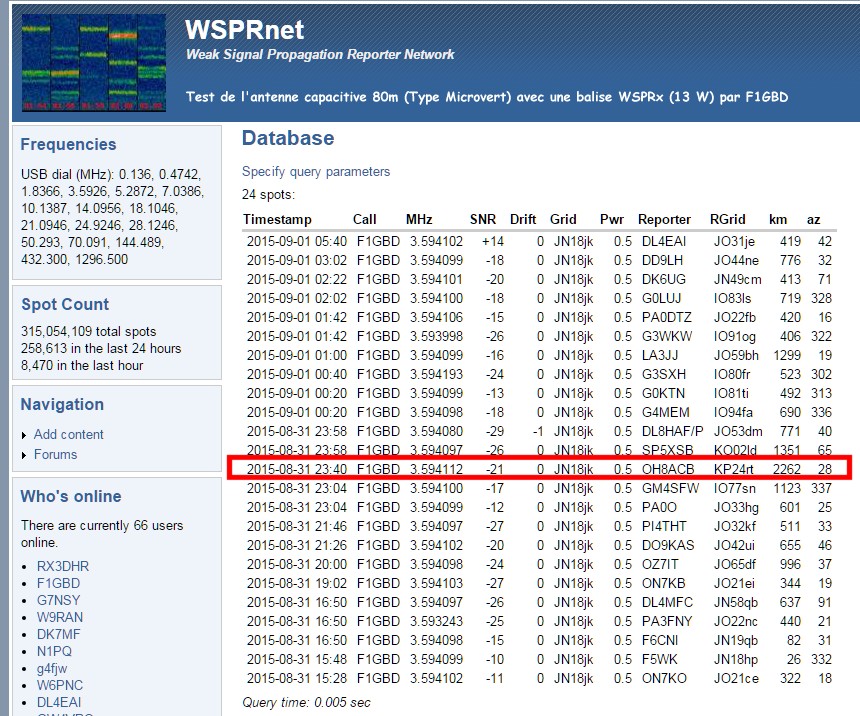 WSPRnet
Weak Signal Propagation Reporter Network
Test de l'antenne capacitive 80m (Type Microvert) avec une balise WSPRx (13 W) par F1GBD
Frequencies
USB dial (MHz): 0.136, 0.4742,
1.8366, 3.5926, 5.2872, 7.0386,
10.1387, 14.0956, 18.1046,
21.0946, 24.9246, 28.1246,
50.293, 70.091, 144.489,
432.300, 1296.500
Spot Count
315,054,109 total spots
258,613 in the last 24 hours
8,470 in the last hour
Navigation
Add content
Forums
Who's online
There are currently 66 users
online.
RX3DHR
F1GBD
G7NSY
W9RAN
DK7MF
N1PQ
g4fjw
W6PNC
DL4EAI
Database
Specify query parameters
24 spots:
Timestamp Call MHz SNR Drift Grid Pwr Reporter RGrid km az
2015-09-01 05:40 F1GBD 3.594102 +14 0 JN18jk 0.5 DL4EAI JO31je 419 42
2015-09-01 03:02 F1GBD 3.594099 -18 0 JN18jk 0.5 DD9LH JO44ne 776 32
2015-09-01 02:22 F1GBD 3.594101 -20 0 JN18jk 0.5 DK6UG JN49cm 413 71
2015-09-01 02:02 F1GBD 3.594100 -18 0 JN18jk 0.5 G0LUJ IO83ls 719 328
2015-09-01 01:42 F1GBD 3.594106 -15 0 JN18jk 0.5 PA0DTZ JO22fb 420 16
2015-09-01 01:42 F1GBD 3.593998 -26 0 JN18jk 0.5 G3WKW IO91og 406 322
2015-09-01 01:00 F1GBD 3.594099 -16 0 JN18jk 0.5 LA3JJ JO59bh 1299 19
2015-09-01 00:40 F1GBD 3.594193 -24 0 JN18jk 0.5 G3SXH IO80fr 523 302
2015-09-01 00:20 F1GBD 3.594099 -13 0 JN18jk 0.5 G0KTN IO81ti 492 313
2015-09-01 00:20 F1GBD 3.594098 -18 0 JN18jk 0.5 G4MEM IO94fa 690 336
2015-08-31 23:58 F1GBD 3.594080 -29 -1 JN18jk 0.5 DL8HAF/P JO53dm 771 40
2015-08-31 23:58 F1GBD 3.594097 -26 0 JN18jk 0.5 SP5XSB KO02ld 1351 65
2015-08-31 23:40 F1GBD 3.594112 -21 0 JN18jk 0.5 OH8ACB KP24rt 2262 28
2015-08-31 23:04 F1GBD 3.594100 -17 0 JN18jk 0.5 GM4SFW IO77sn 1123 337
2015-08-31 23:04 F1GBD 3.594099 -12 0 JN18jk 0.5 PA0O JO33hg 601 25
2015-08-31 21:46 F1GBD 3.594097 -27 0 JN18jk 0.5 PI4THT JO32kf 511 33
2015-08-31 21:26 F1GBD 3.594102 -20 0 JN18jk 0.5 DO9KAS JO42ui 655 46
2015-08-31 20:00 F1GBD 3.594098 -24 0 JN18jk 0.5 OZ7IT JO65df 996 37
2015-08-31 19:02 F1GBD 3.594103 -27 0 JN18jk 0.5 ON7KB JO21ei 344 19
2015-08-31 16:50 F1GBD 3.594097 -26 0 JN18jk 0.5 DL4MFC JN58qb 637 91
2015-08-31 16:50 F1GBD 3.593245 -25 0 JN18jk 0.5 PA3FNY JO22nc 440 21
2015-08-31 16:50 F1GBD 3.594098 -15 0 JN18jk 0.5 F6CNI JN19qb 82 31
2015-08-31 15:48 F1GBD 3.594099 -10 0 JN18jk 0.5 F5WK JN18hp 26 332
2015-08-31 15:28 F1GBD 3.594102 -11 0 JN18jk 0.5 ON7KO JO21ce 322 18
Query time: 0.005 sec